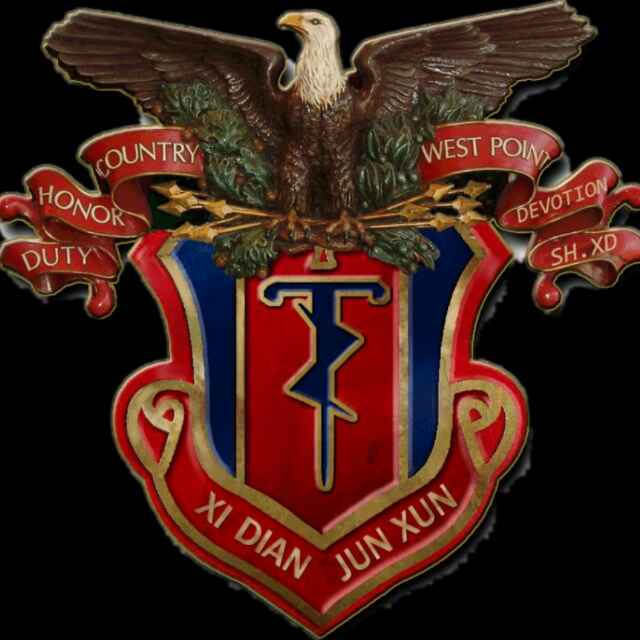 COUNTRY
HONOR
DUTY
WEST POINT
DEVOTION
SH.XD
XI DIAN JUN XUN